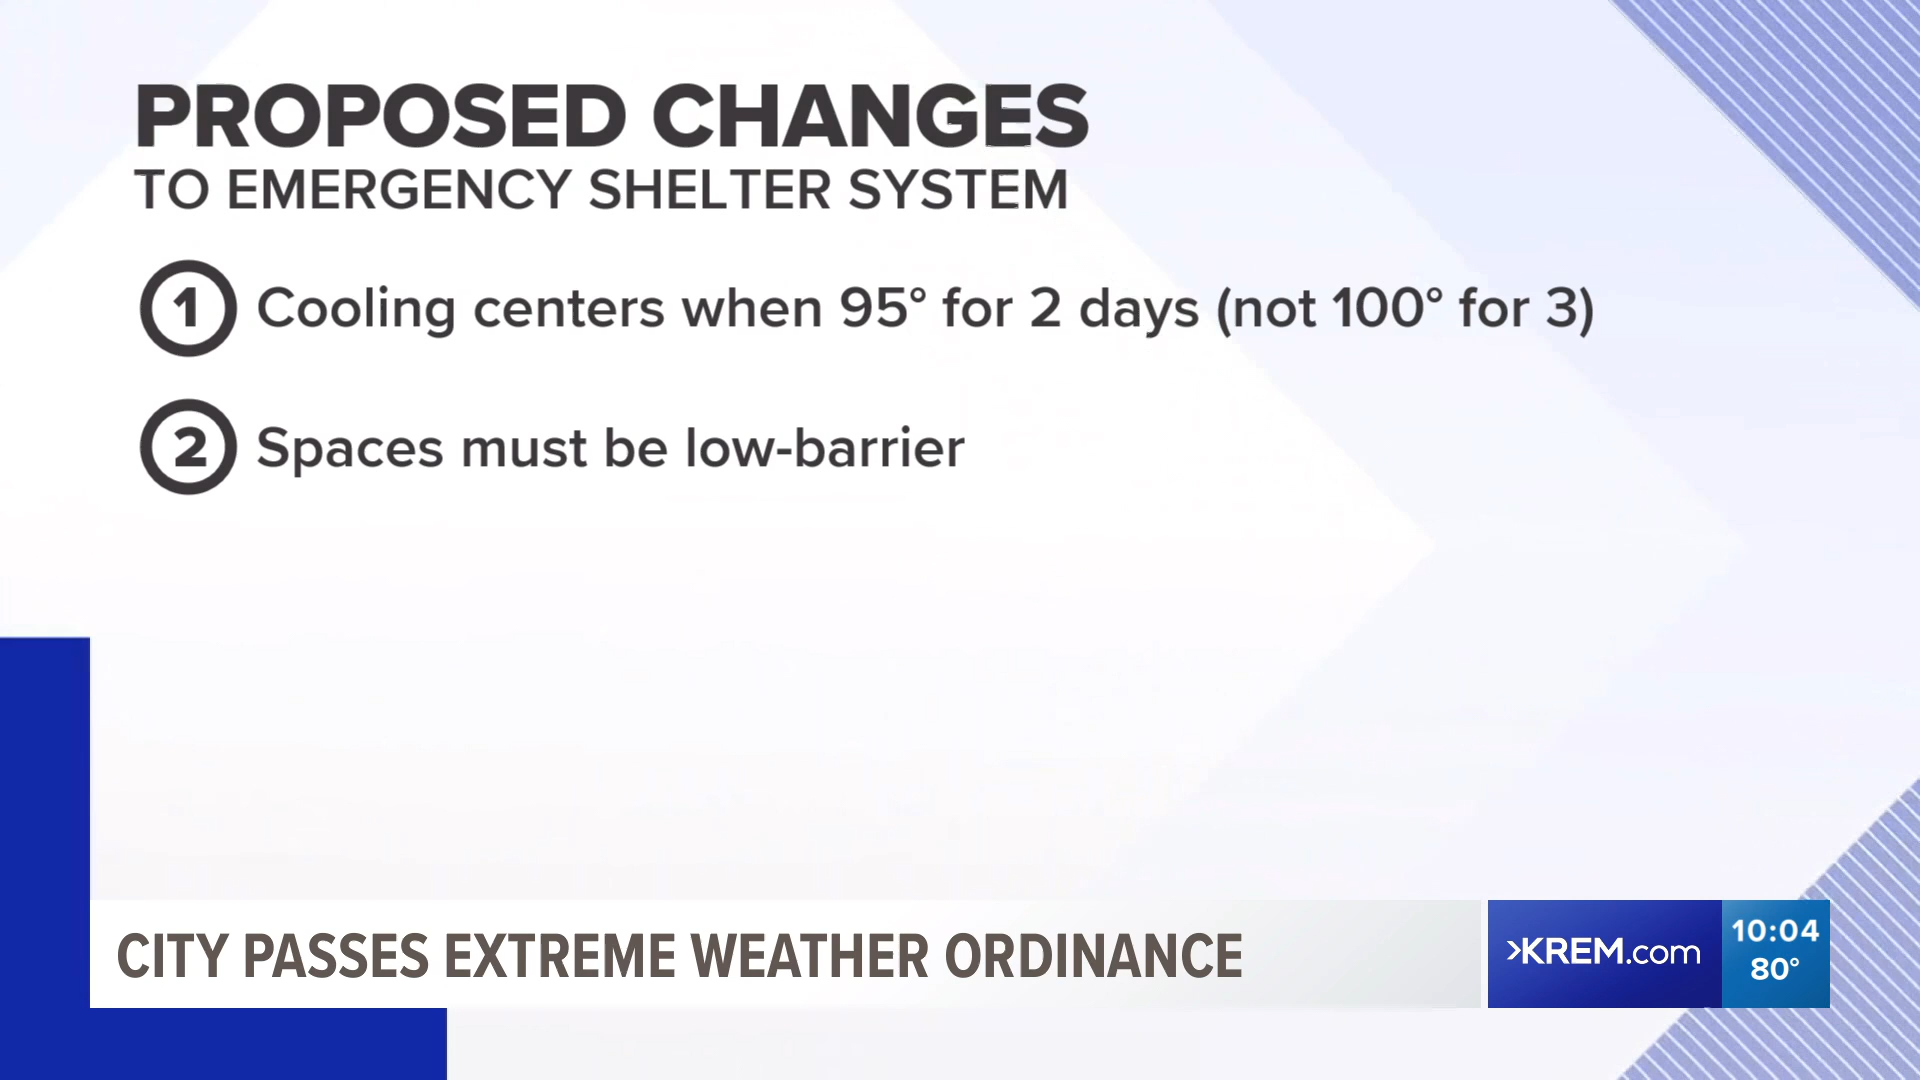 PROPOSED CHANGES
TO EMERGENCY SHELTER SYSTEM
1 Cooling centers when 95° for 2 days (not 100° for 3)
2 Spaces must be low-barrier
CITY PASSES EXTREME WEATHER ORDINANCE
KREM.com
10:04
80°